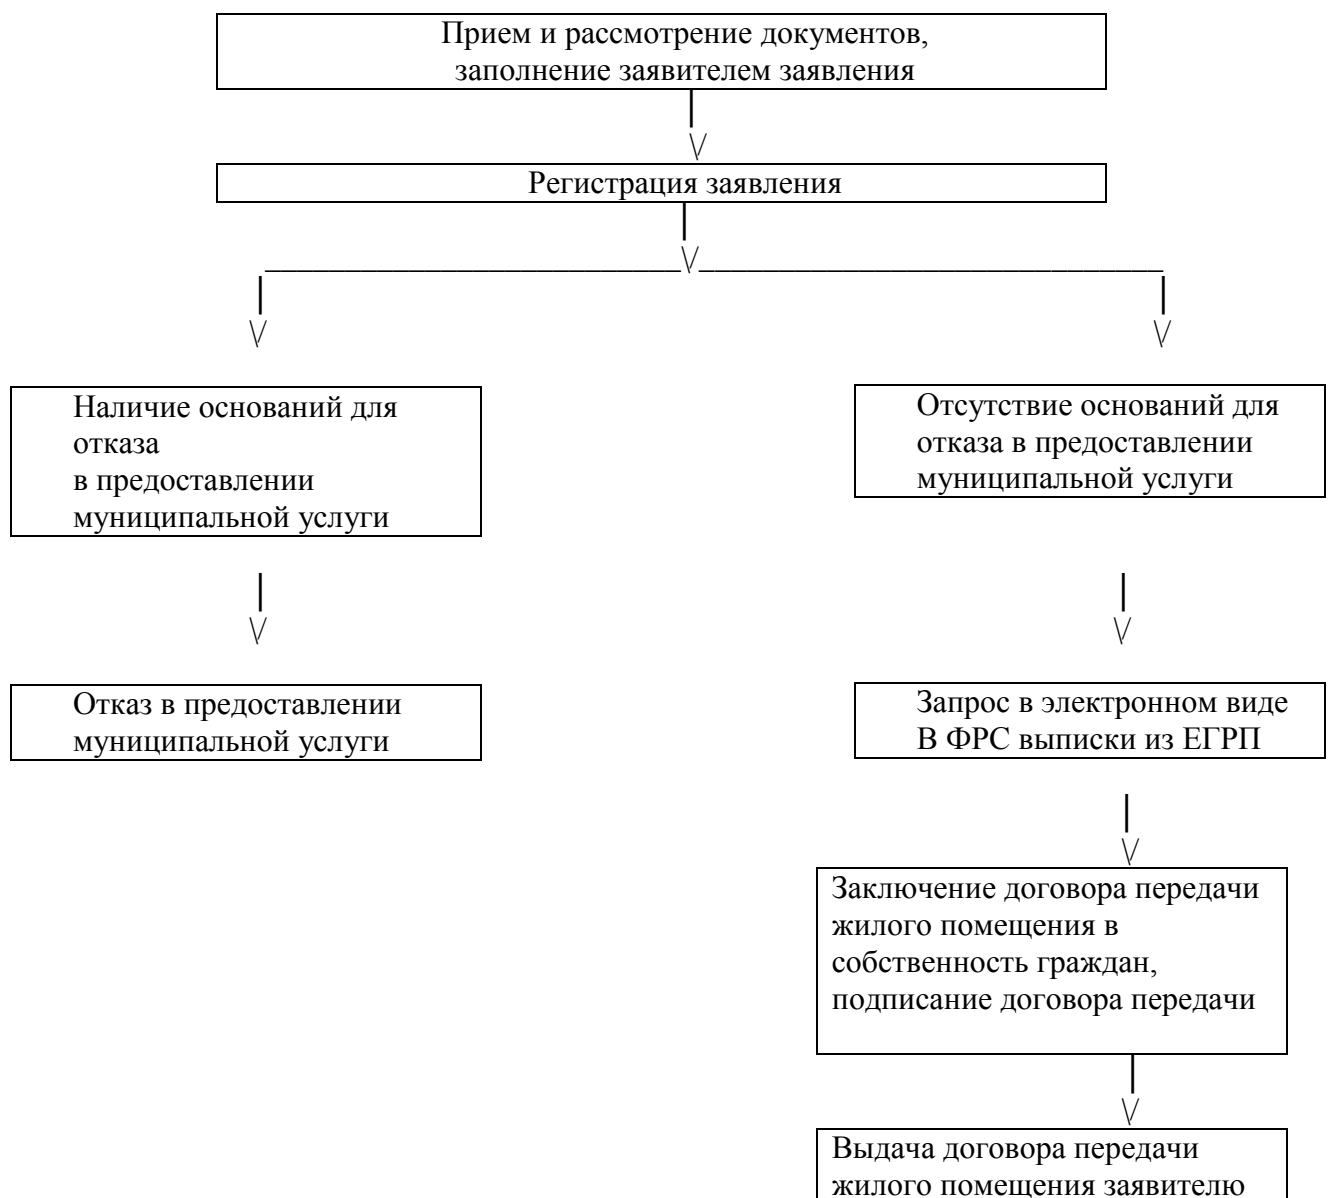 Прием и рассмотрение документов,
заполнение заявителем заявления
Регистрация заявления
Наличие оснований для
отказа
в предоставлении
муниципальной услуги
Отсутствие оснований для
отказа в предоставлении
муниципальной услуги
Отказ в предоставлении
муниципальной услуги
Запрос в электронном виде
В ФРС выписки из ЕГРП
Заключение договора передачи
жилого помещения в
собственность граждан,
подписание договора передачи
Выдача договора передачи
жилого помещения заявителю